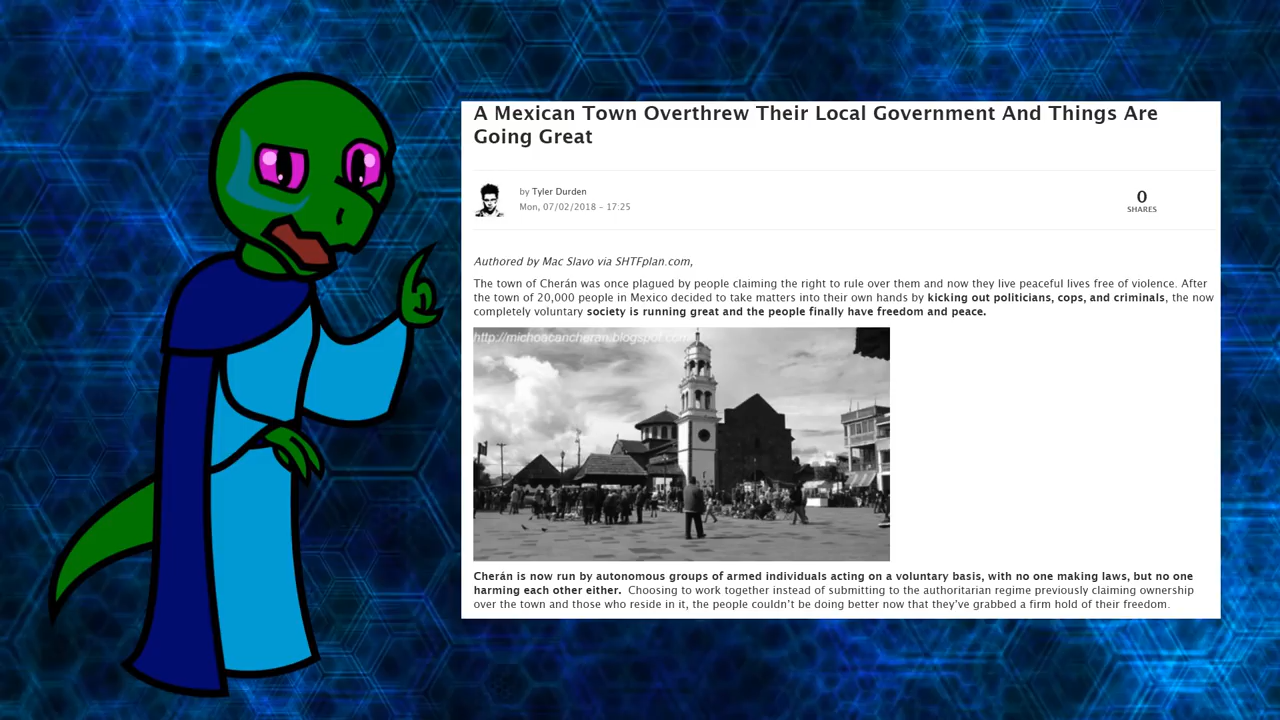 A Mexican Town Overthrew Their Local Government And Things Are
Going Great
by Tyler Durden
Mon, 07/02/2018 - 17:25
0
SHARES
Authored by Mac Slavo via SHTFplan.com,
The town of Cherán was once plagued by people claiming the right to rule over them and now they live peaceful lives free of violence. After
the town of 20,000 people in Mexico decided to take matters into their own hands by kicking out politicians, cops, and criminals, the now
completely voluntary society is running great and the people finally have freedom and peace.
http://michoacancheran.blogspot.com/
Cherán is now run by autonomous groups of armed individuals acting on a voluntary basis, with no one making laws, but no one
harming each other either. Choosing to work together instead of submitting to the authoritarian regime previously claiming ownership
over the town and those who reside in it, the people couldn't be doing better now that they've grabbed a firm hold of their freedom.